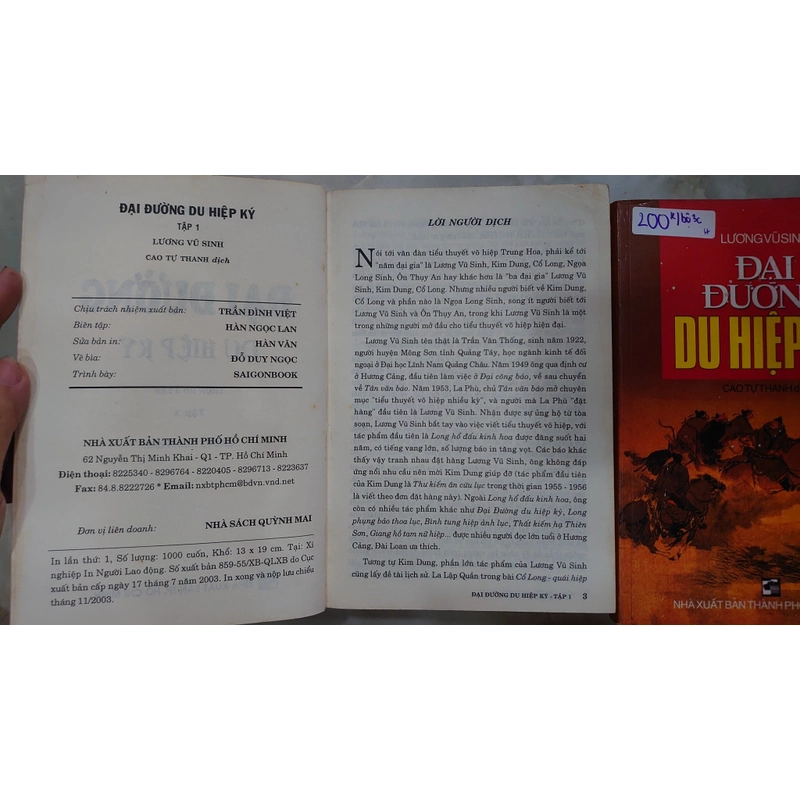 ĐẠI ĐƯỜNG DU HIỆP KÝ
TẬP 1
LƯƠNG VŨ SINH
CAO TỰ THANH dịch
Chịu trách nhiệm xuất bản: TRẦN ĐÌNH VIỆT
Biên tập: HÀN NGỌC LAN
Sửa bản in: HÀN VĂN
Vẽ bìa: ĐỖ DUY NGỌC
Trình bày: SAIGONBOOK
NHÀ XUẤT BẢN THÀNH PHỐ HỒ CHÍ MINH
62 Nguyễn Thị Minh Khai - Q1 - TP. Hồ Chí Minh
Điện thoại: 8225340 - 8296764 - 8220405 - 8296713 - 8223637
Fax: 84.8.8222726 * Email: nxbtphcm@bdvn.vnd.net
Đơn vị liên doanh: NHÀ SÁCH QUỲNH MAI
In lần thứ: 1, Số lượng: 1000 cuốn, Khổ: 13 x 19 cm. Tại: Xí
nghiệp In Người Lao động. Số xuất bản 859-55/XB-QLXB do Cục
xuất bản cấp ngày 17 tháng 7 năm 2003. In xong và nộp lưu chiểu
tháng 11/2003.
LỜI NGƯỜI DỊCH
Nói tới văn đàn tiểu thuyết võ hiệp Trung Hoa, phải kể tới
"năm đại gia" là Lương Vũ Sinh, Kim Dung, Cổ Long, Ngọa
Long Sinh, Ôn Thụy An hay khác hơn là "ba đại gia" Lương Vũ
Sinh, Kim Dung, Cổ Long. Nhưng nhiều người biết về Kim Dung,
Cổ Long và phần nào là Ngọa Long Sinh, song ít người biết tới
Lương Vũ Sinh và Ôn Thụy An, trong khi Lương Vũ Sinh là một
trong những người mở đầu cho tiểu thuyết võ hiệp hiện đại.
Lương Vũ Sinh tên thật là Trần Văn Thống, sinh năm 1922,
người huyện Mông Sơn tỉnh Quảng Tây, học ngành kinh tế đối
ngoại ở Đại học Lĩnh Nam Quảng Châu. Năm 1949 ông qua định cư
ở Hương Cảng, đầu tiên làm việc ở Đại công báo, về sau chuyển
về Tân văn báo. Năm 1953, La Phù, chủ Tân văn báo mở chuyên
mục "tiểu thuyết võ hiệp nhiều kỳ", và người mà La Phù "đặt
hàng" đầu tiên là Lương Vũ Sinh. Nhận được sự ủng hộ từ tòa
soạn, Lương Vũ Sinh bắt tay vào việc viết tiểu thuyết võ hiệp, với
tác phẩm đầu tiên là Long hổ đấu kinh hoa được đăng suốt hai
năm, có tiếng vang lớn, số lượng báo in tăng vọt. Các báo khác
thấy vậy tranh nhau đặt hàng Lương Vũ Sinh, ông không đáp
ứng nổi nhu cầu nên mời Kim Dung giúp đỡ (tác phẩm đầu tiên
của Kim Dung là Thư kiếm ân cừu lục trong thời gian 1955 - 1956
là viết theo đơn đặt hàng này). Ngoài Long hổ đấu kinh hoa, ông
còn có nhiều tác phẩm khác như Đại Đường du hiệp ký, Long
phụng bảo thoa lục, Bình tung hiệp ảnh lục, Thất kiếm hạ Thiên
Sơn, Giang hồ tam nữ hiệp... được nhiều người đọc lớn tuổi ở Hương
Cảng, Đài Loan ưa thích.
Tương tự Kim Dung, phần lớn tác phẩm của Lương Vũ Sinh
cũng lấy đề tài lịch sử. La Lập Quần trong bài Cổ Long - quái hiệp
ĐẠI ĐƯỜNG DU HIỆP KÝ - TẬP 1 3
200k/bộ
LƯƠNG VŨ SIN
ĐẠI
ĐƯỜN
DU HIỆP
CAO TỰ THANH
NHÀ XUẤT BẢN THÀNH PHỐ